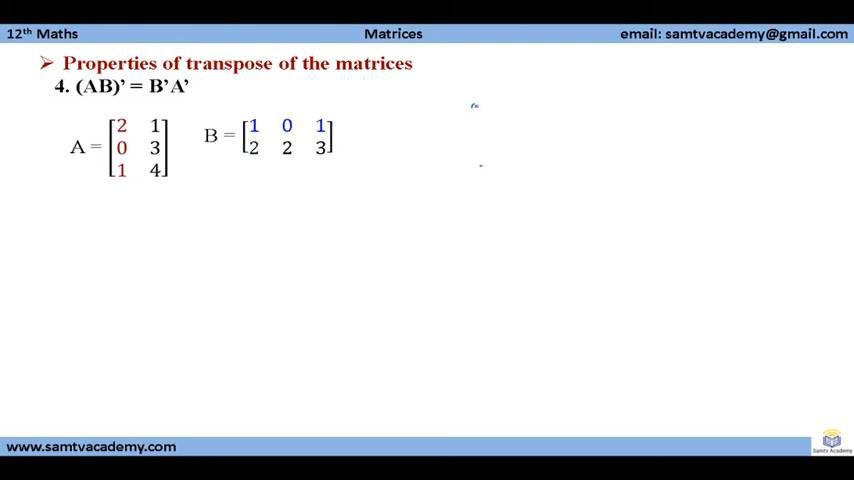 12th Maths Matrices email: samtvacademy@gmail.com
➢ Properties of transpose of the matrices
4. (AB)’ = B’A’
A = [2 1; 0 3; 1 4] B = [1 0 1; 2 2 3]
www.samtvacademy.com
Samtv Academy